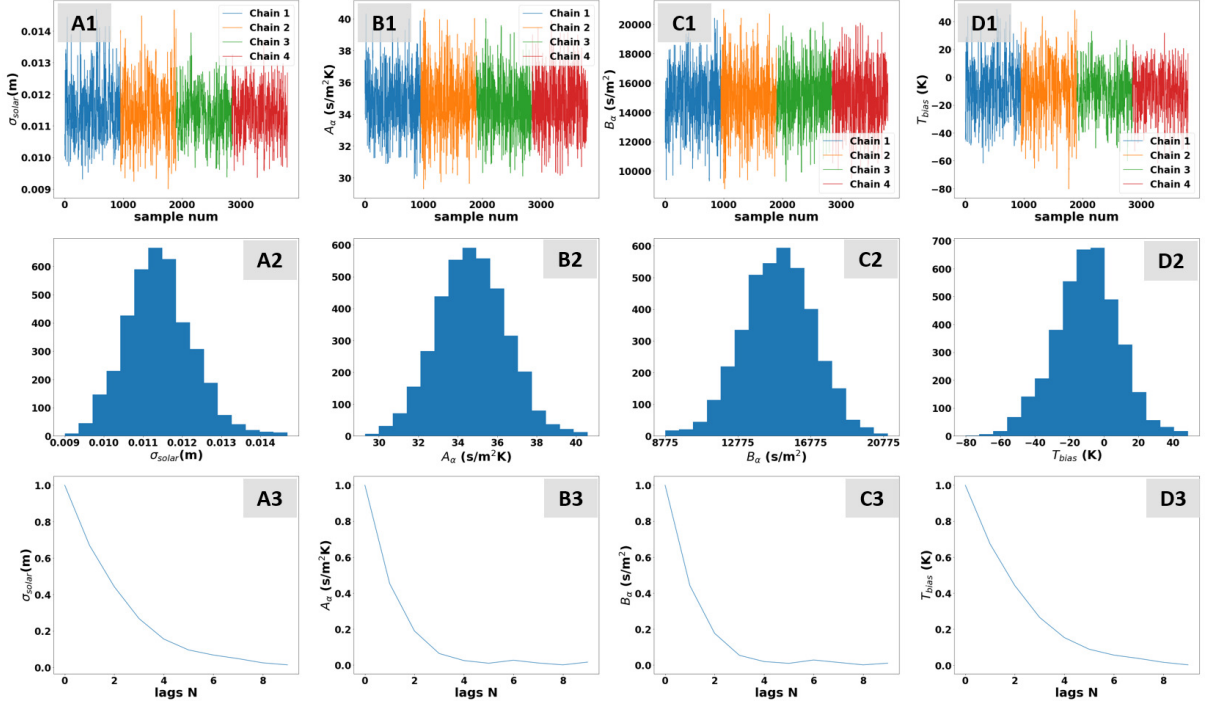 A1
Chain 1
Chain 2
Chain 3
Chain 4
0.014
0.013
0.012
0.011
0.010
0.009
σsolar(m)
0 1000 2000 3000
sample num
B1
Chain 1
Chain 2
Chain 3
Chain 4
40
38
36
34
32
30
Aα (s/m²K)
0 1000 2000 3000
sample num
C1
20000
18000
16000
14000
12000
10000
Bα (s/m²)
Chain 1
Chain 2
Chain 3
Chain 4
0 1000 2000 3000
sample num
D1
40
20
0
−20
−40
−60
−80
Tbias (K)
Chain 1
Chain 2
Chain 3
Chain 4
0 1000 2000 3000
sample num
A2
600
500
400
300
200
100
0
0.009 0.010 0.011 0.012 0.013 0.014
σsolar(m)
B2
600
500
400
300
200
100
0
30 32 34 36 38 40
Aα (s/m²K)
C2
600
500
400
300
200
100
0
8775 12775 16775 20775
Bα (s/m²)
D2
700
600
500
400
300
200
100
0
−80 −60 −40 −20 0 20 40
Tbias (K)
A3
1.0
0.8
0.6
0.4
0.2
0.0
σsolar(m)
0 2 4 6 8
lags N
B3
1.0
0.8
0.6
0.4
0.2
0.0
Aα (s/m²K)
0 2 4 6 8
lags N
C3
1.0
0.8
0.6
0.4
0.2
0.0
Bα (s/m²)
0 2 4 6 8
lags N
D3
1.0
0.8
0.6
0.4
0.2
0.0
Tbias (K)
0 2 4 6 8
lags N